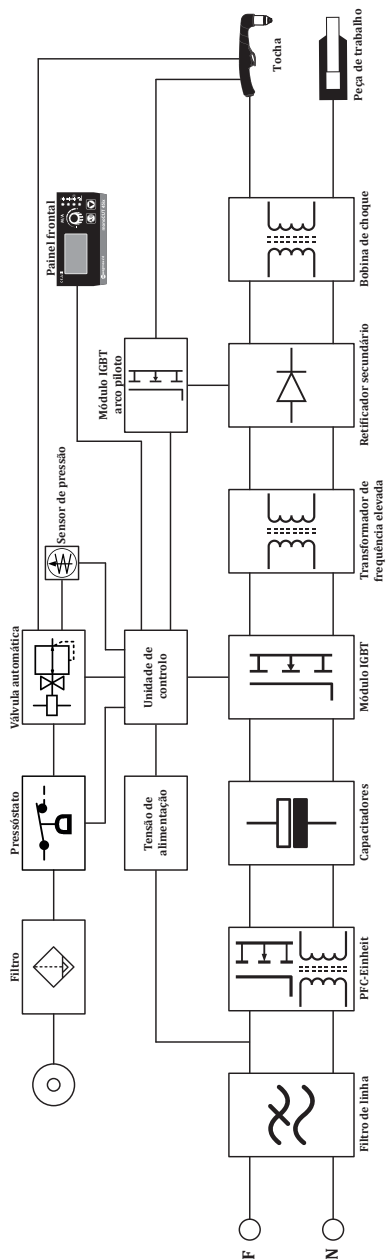 Filtro
Pressóstato
Válvula automática
Sensor de pressão
Painel frontal
Tensão de
alimentação
Unidade de
controlo
Módulo IGBT
arco piloto
Tocha
Peça de trabalho
F
N
Filtro de linha
PFC-Einheit
Capacitadores
Módulo IGBT
Transformador de
frequência elevada
Retificador secundário
Bobina de choque